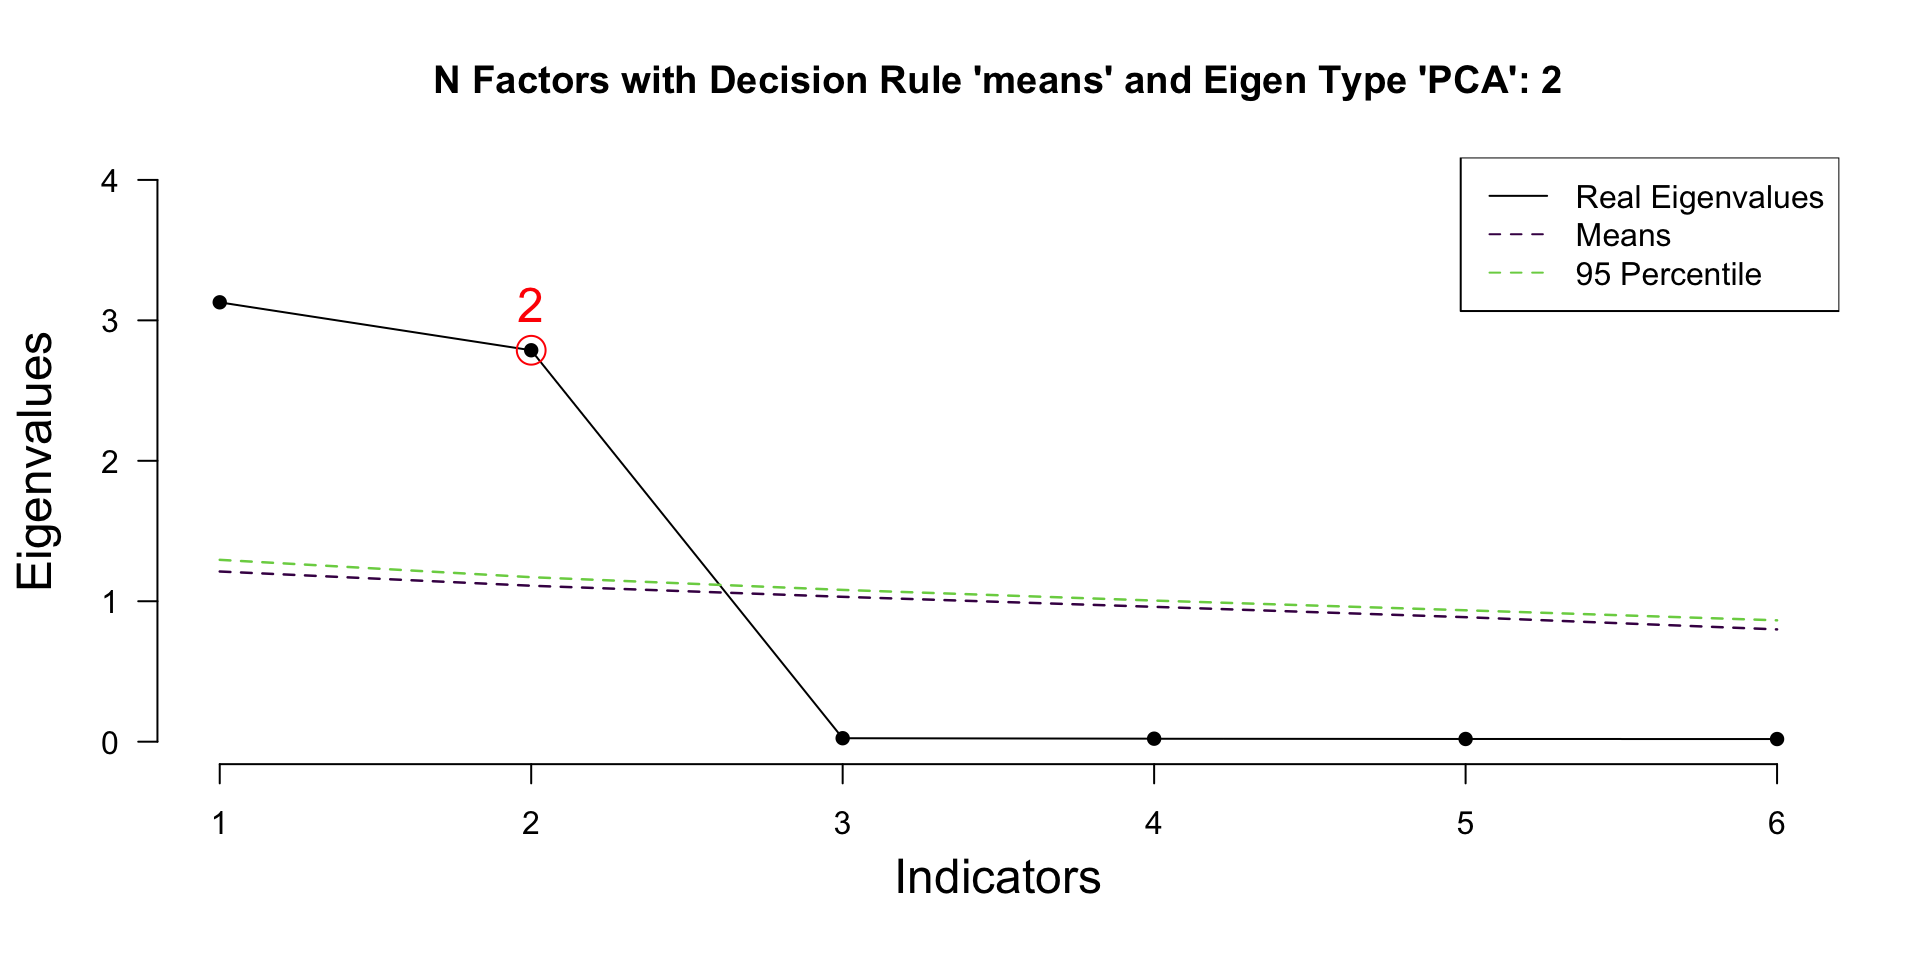 N Factors with Decision Rule 'means' and Eigen Type 'PCA': 2
Real Eigenvalues
Means
95 Percentile
Eigenvalues
4
3
2
1
0
2
1 2 3 4 5 6
Indicators